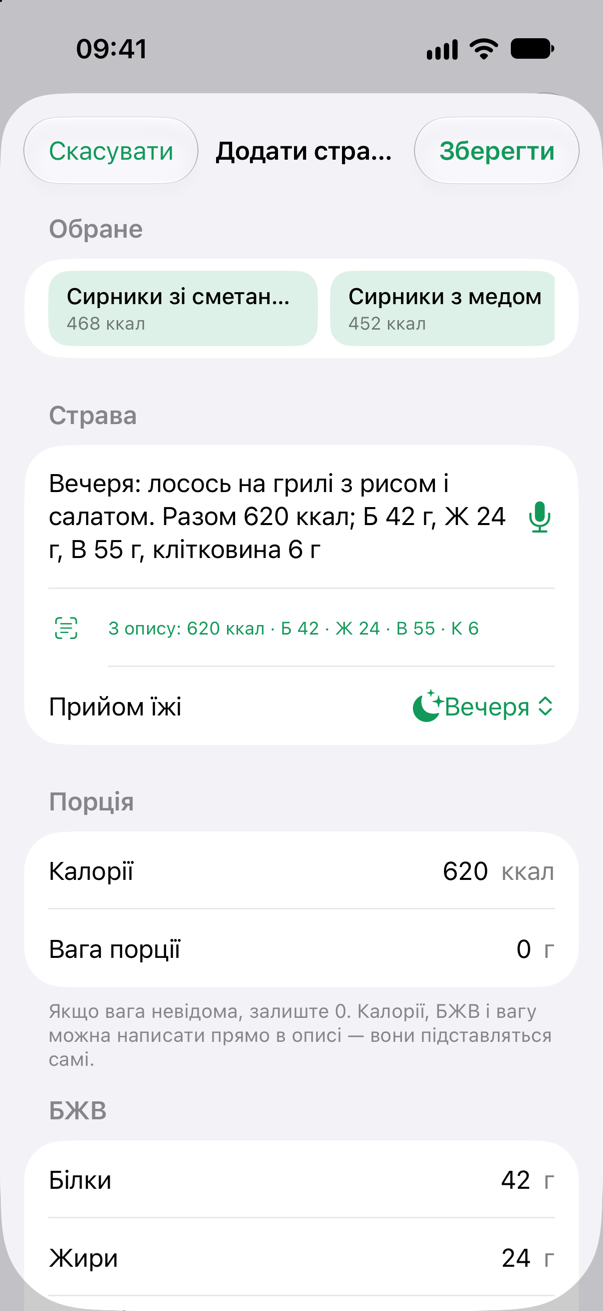 09:41
Скасувати
Додати стра...
Зберегти
Обране
Сирники зі сметан...
468 ккал
Сирники з медом
452 ккал
Страва
Вечеря: лосось на грилі з рисом і
салатом. Разом 620 ккал; Б 42 г, Ж 24
г, В 55 г, клітковина 6 г
З опису: 620 ккал · Б 42 · Ж 24 · В 55 · К 6
Прийом їжі
Вечеря
Порція
Калорії
620 ккал
Вага порції
0 г
Якщо вага невідома, залиште 0. Калорії, БЖВ і вагу
можна написати прямо в описі — вони підставляться
самі.
БЖВ
Білки
42 г
Жири
24 г